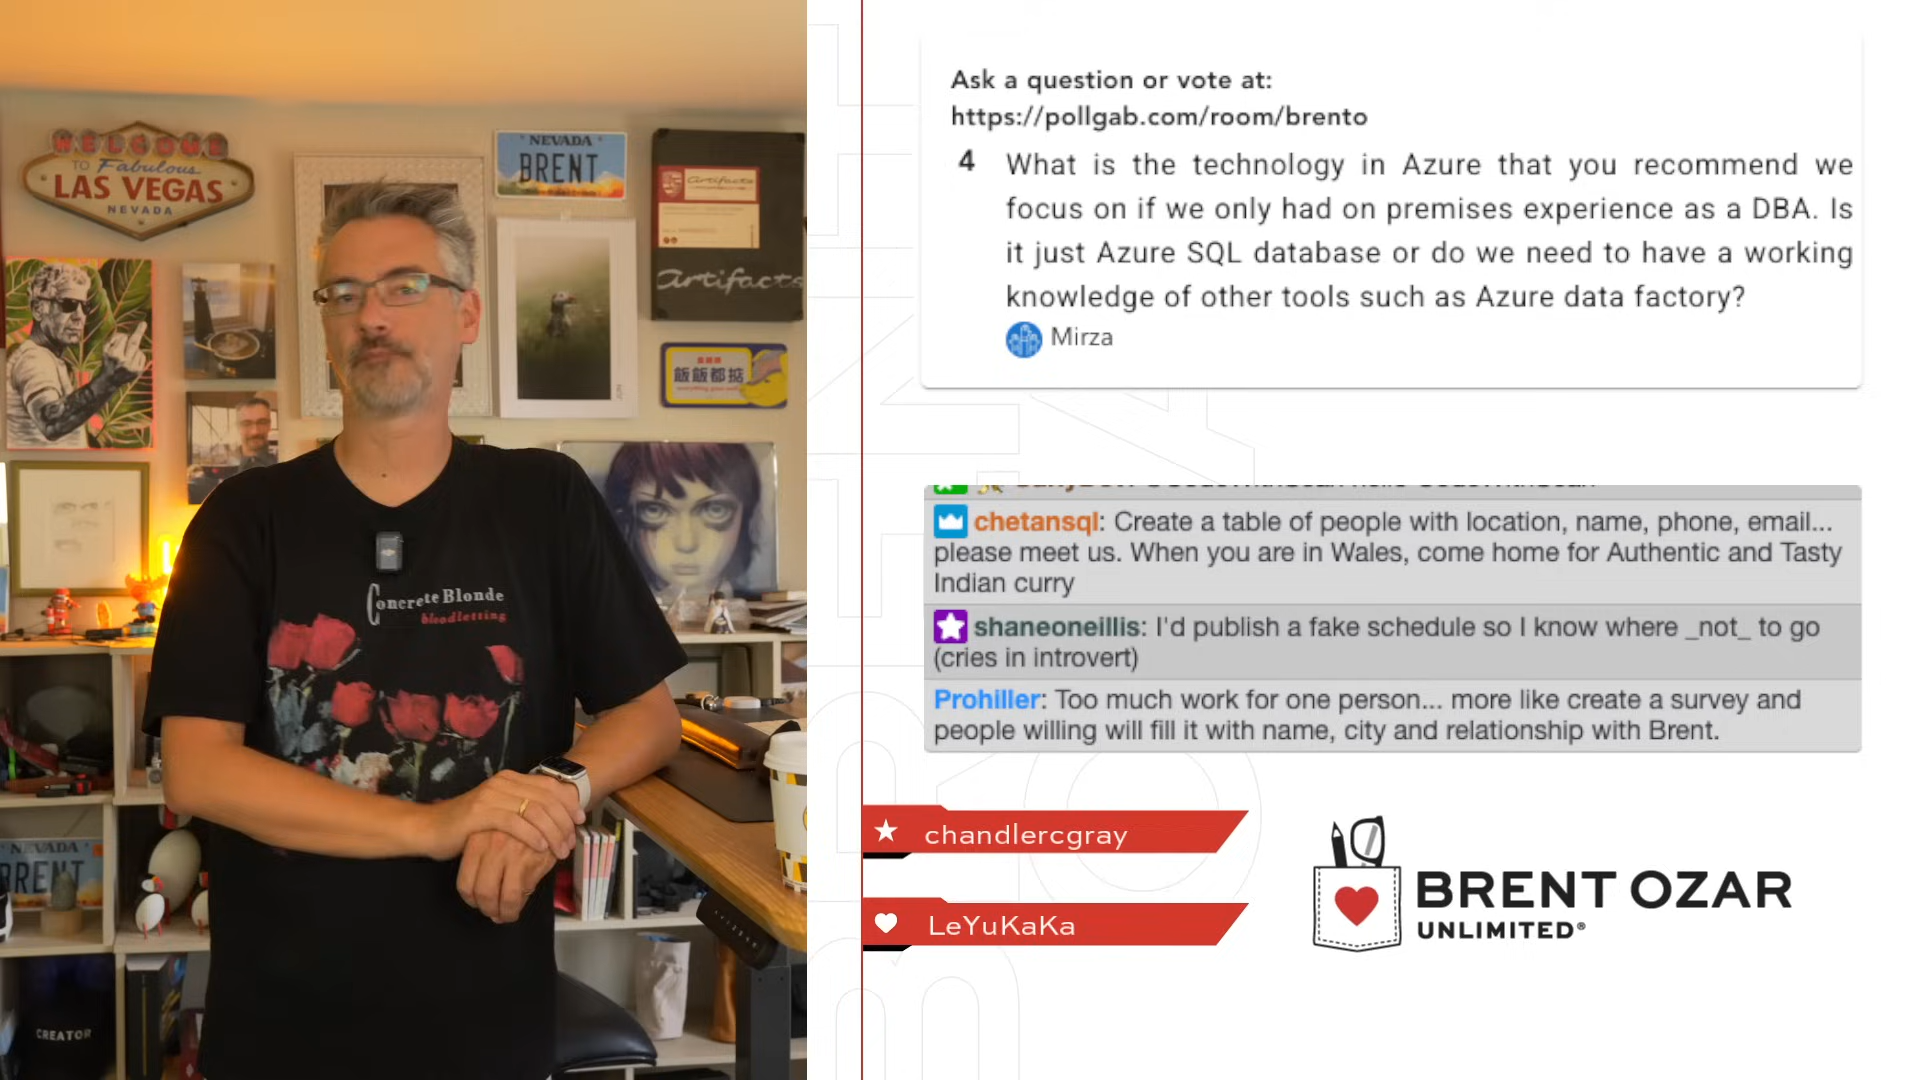 WELCOME
TO Fabulous
LAS VEGAS
NEVADA
NEVADA
BRENT
Artifacts
Artifacts
飯飯都掂
Concrete Blonde
bloodletting
NEVADA
BRENT
CREATOR
Ask a question or vote at:
https://pollgab.com/room/brento
4
What is the technology in Azure that you recommend we
focus on if we only had on premises experience as a DBA. Is
it just Azure SQL database or do we need to have a working
knowledge of other tools such as Azure data factory?
Mirza
chetansql: Create a table of people with location, name, phone, email...
please meet us. When you are in Wales, come home for Authentic and Tasty
Indian curry
shaneoneillis: I'd publish a fake schedule so I know where _not_ to go
(cries in introvert)
Prohiller: Too much work for one person... more like create a survey and
people willing will fill it with name, city and relationship with Brent.
chandlercgray
LeYuKaKa
BRENT OZAR
UNLIMITED®